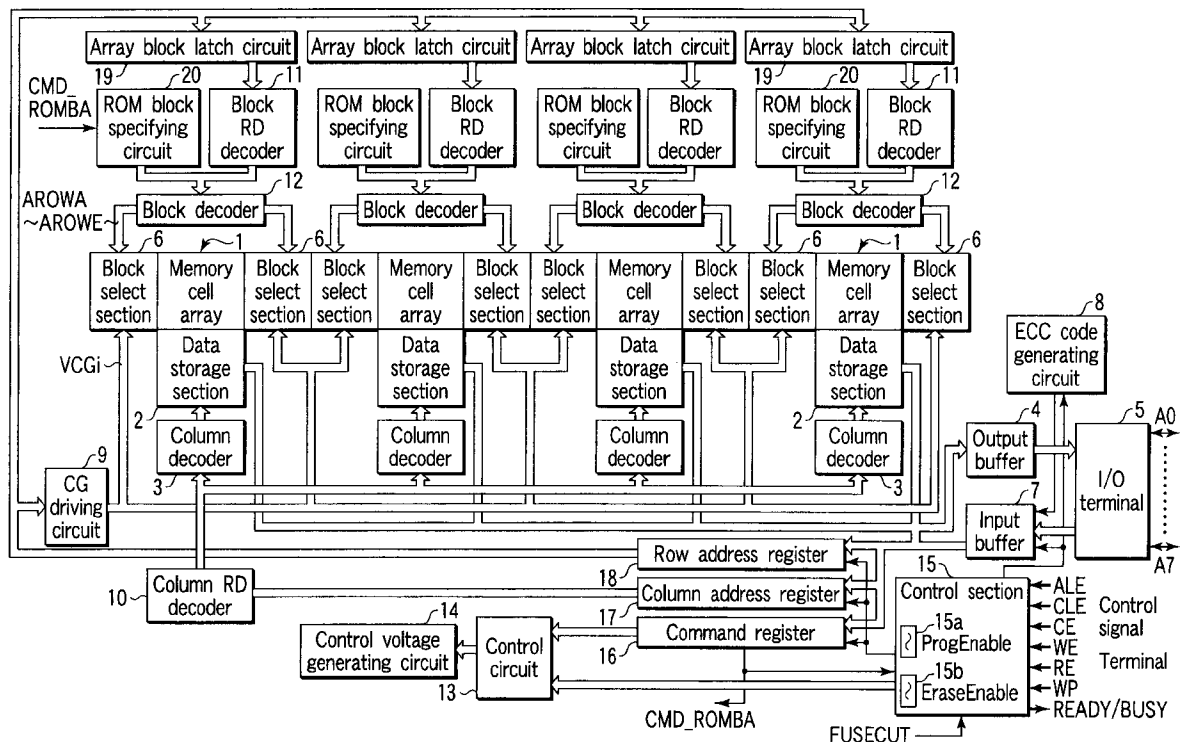 Array block latch circuit
Array block latch circuit
Array block latch circuit
Array block latch circuit
19
20
11
19
20
11
CMD_
ROMBA
ROM block
specifying
circuit
Block
RD
decoder
ROM block
specifying
circuit
Block
RD
decoder
ROM block
specifying
circuit
Block
RD
decoder
ROM block
specifying
circuit
Block
RD
decoder
12
12
AROWA
~AROWE
Block decoder
Block decoder
Block decoder
Block decoder
6
1
6
6
1
6
Block
select
section
Memory
cell
array
Block
select
section
Block
select
section
Memory
cell
array
Block
select
section
Block
select
section
Memory
cell
array
Block
select
section
Block
select
section
Memory
cell
array
Block
select
section
8
ECC code
generating
circuit
VCGi
Data
storage
section
Data
storage
section
Data
storage
section
Data
storage
section
2
2
Column
decoder
Column
decoder
Column
decoder
Column
decoder
3
3
4
Output
buffer
5
I/O
terminal
A0
A7
9
CG
driving
circuit
7
Input
buffer
Row address register
18
10
Column RD
decoder
Column address register
17
14
Control voltage
generating circuit
Control
circuit
13
Command register
16
CMD_ROMBA
15
Control section
15a
ProgEnable
15b
EraseEnable
FUSECUT
ALE
CLE
CE
WE
RE
WP
READY/BUSY
Control
signal
Terminal